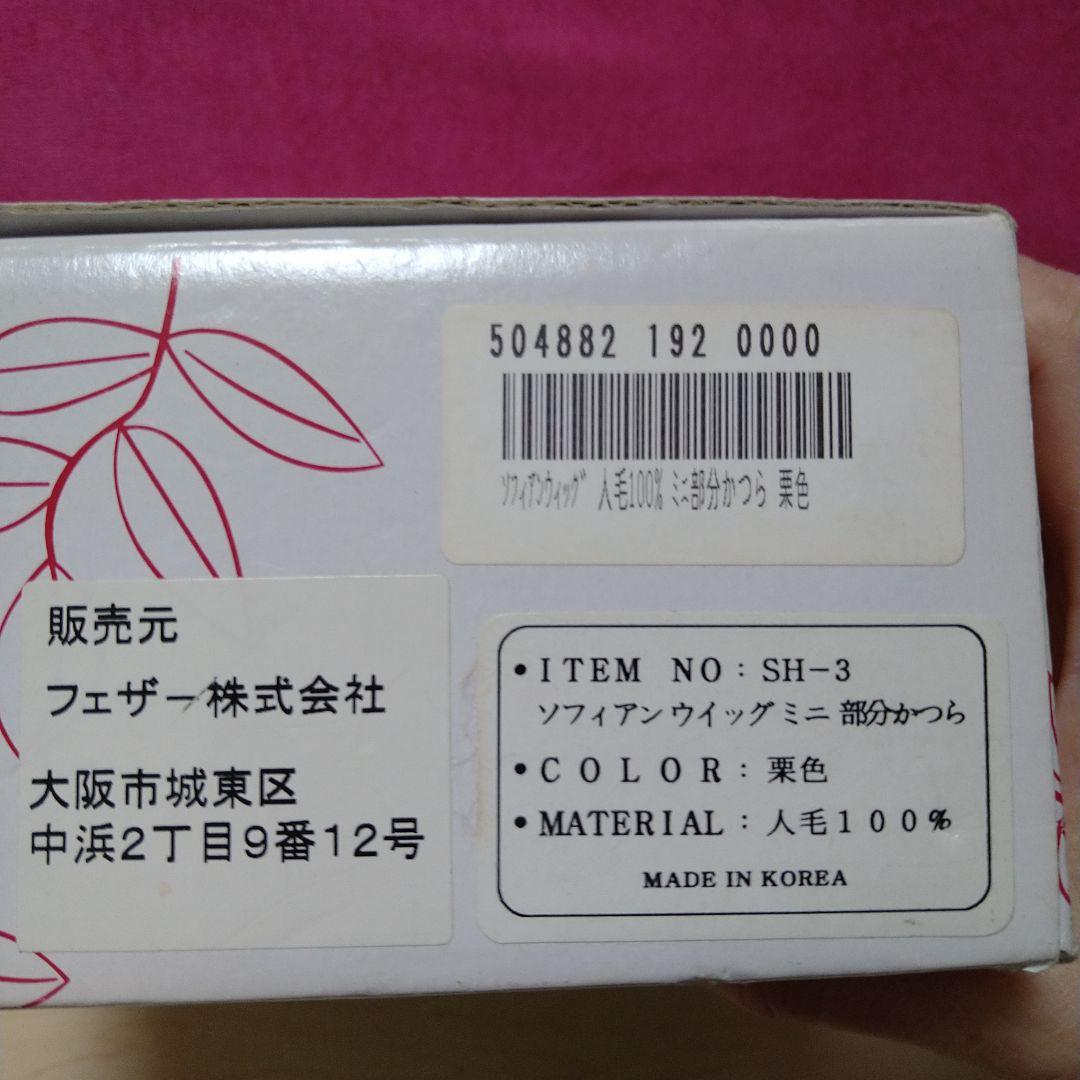 504882 192 0000
ソフィアンウィッグ 人毛100% ミニ部分かつら 栗色
販売元
フェザー株式会社
大阪市城東区
中浜2丁目9番12号
•ITEM NO:SH-3
ソフィアンウイッグミニ部分かつら
•COLOR:栗色
•MATERIAL:人毛100%
MADE IN KOREA